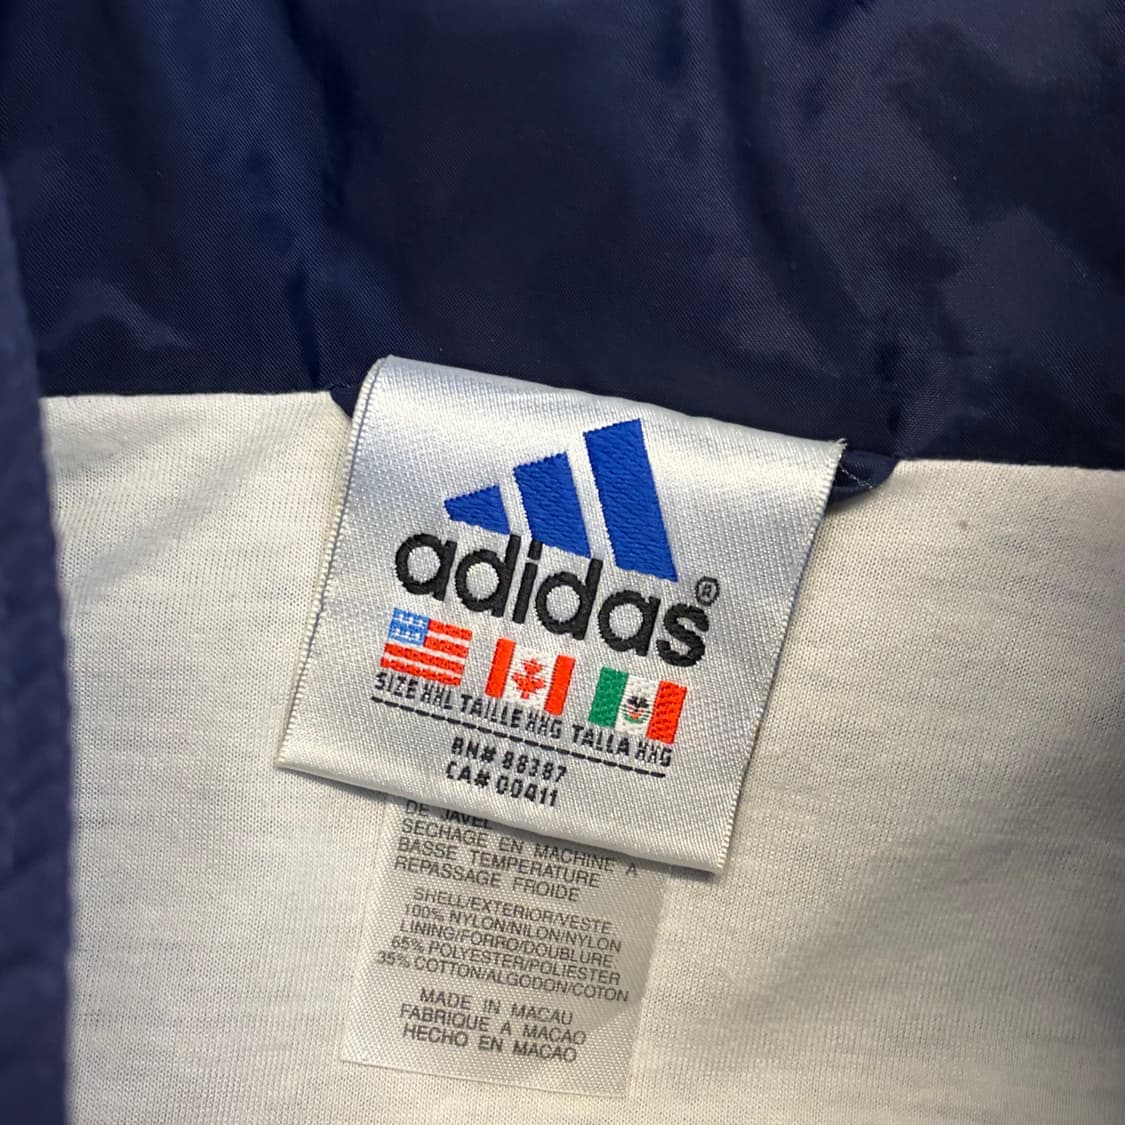 adidas®
SIZE XXL TAILLE XXG TALLA XXG
RN# 88387
CA# 00411
DE JAVEL
SECHAGE EN MACHINE A
BASSE TEMPERATURE
REPASSAGE FROIDE
SHELL/EXTERIOR/VESTE
100% NYLON/NILON/NYLON
LINING/FORRO/DOUBLURE
65% POLYESTER/POLIESTER
35% COTTON/ALGODON/COTON
MADE IN MACAU
FABRIQUE A MACAO
HECHO EN MACAO